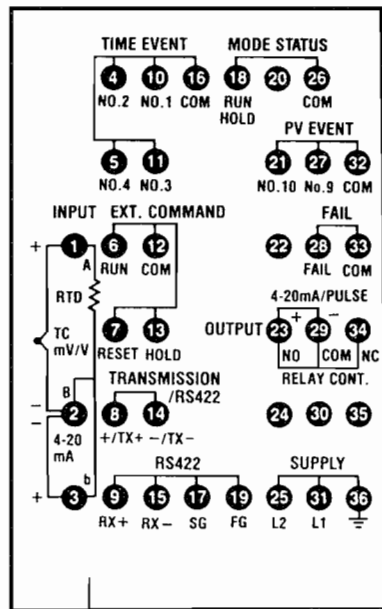 TIME EVENT MODE STATUS
4 10 16 18 20 26
NO.2 NO.1 COM RUN HOLD COM
PV EVENT
5 11 21 27 32
NO.4 NO.3 NO.10 No.9 COM
INPUT EXT. COMMAND FAIL
+ 1 6 12 22 28 33
A RUN COM FAIL COM
RTD 4-20mA/PULSE
+ −
TC mV/V 7 13 OUTPUT 23 29 34
RESET HOLD NO COM NC
B TRANSMISSION /RS422 RELAY CONT.
− 2 8 14 24 30 35
− 4-20 mA +/TX+ −/TX−
b RS422 SUPPLY
+ 3 9 15 17 19 25 31 36
RX+ RX− SG FG L2 L1